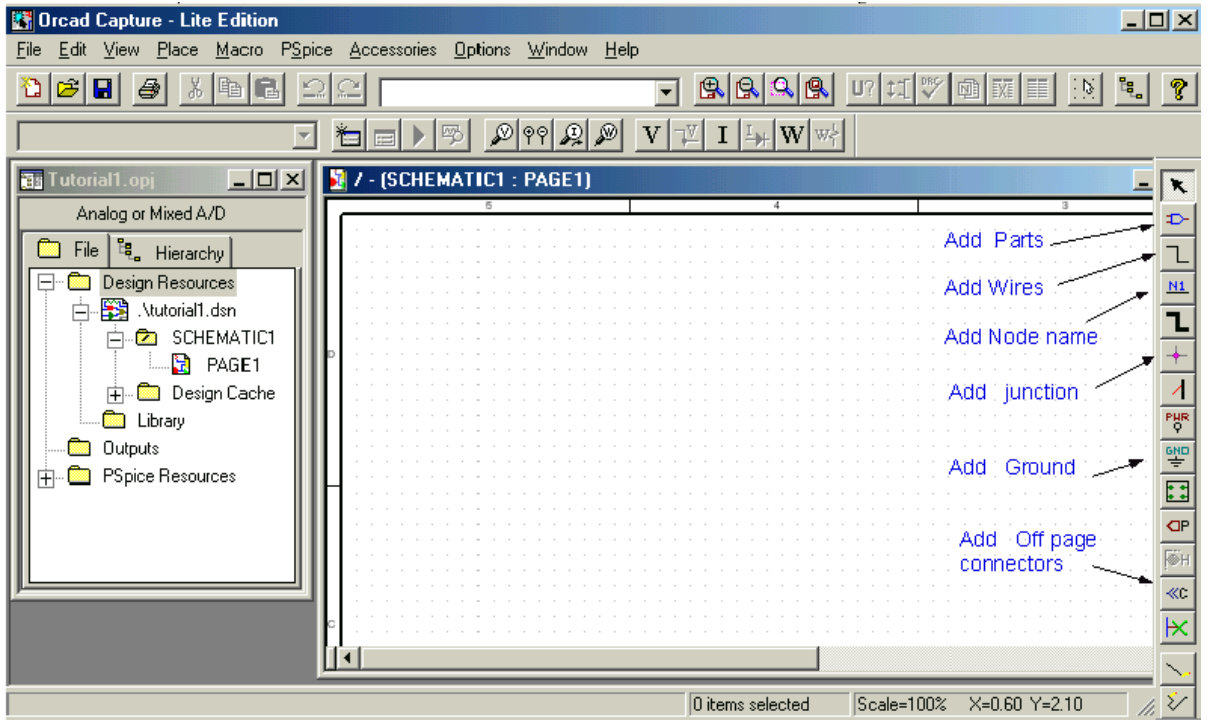 Orcad Capture - Lite Edition
File Edit View Place Macro PSpice Accessories Options Window Help
U? DRC
V I W
V I W
Tutorial1.opj
/ - (SCHEMATIC1 : PAGE1)
Analog or Mixed A/D
File Hierarchy
Design Resources
.\tutorial1.dsn
SCHEMATIC1
PAGE1
Design Cache
Library
Outputs
PSpice Resources
5 4 3
D
C
Add Parts
Add Wires
N1
Add Node name
Add junction
PWR
GND
Add Ground
P
Add Off page
connectors
H
<<C
0 items selected Scale=100% X=0.60 Y=2.10